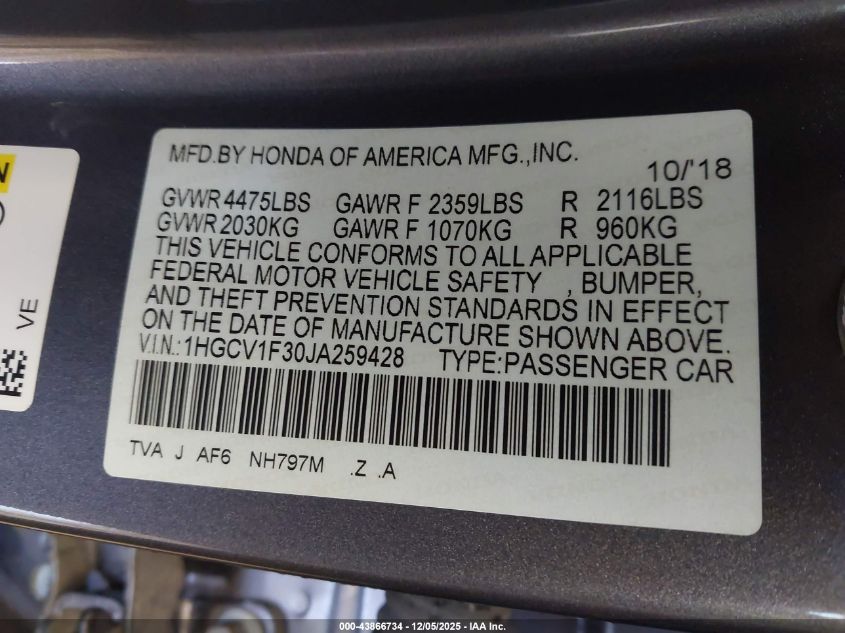 MFD.BY HONDA OF AMERICA MFG.,INC.
10/'18
GVWR 4475LBS GAWR F 2359LBS R 2116LBS
GVWR 2030KG GAWR F 1070KG R 960KG
THIS VEHICLE CONFORMS TO ALL APPLICABLE
FEDERAL MOTOR VEHICLE SAFETY , BUMPER,
AND THEFT PREVENTION STANDARDS IN EFFECT
ON THE DATE OF MANUFACTURE SHOWN ABOVE.
V.I.N.:1HGCV1F30JA259428 TYPE:PASSENGER CAR
TVA J AF6 NH797M .Z .A
VE
000-43866734 - 12/05/2025 - IAA Inc.